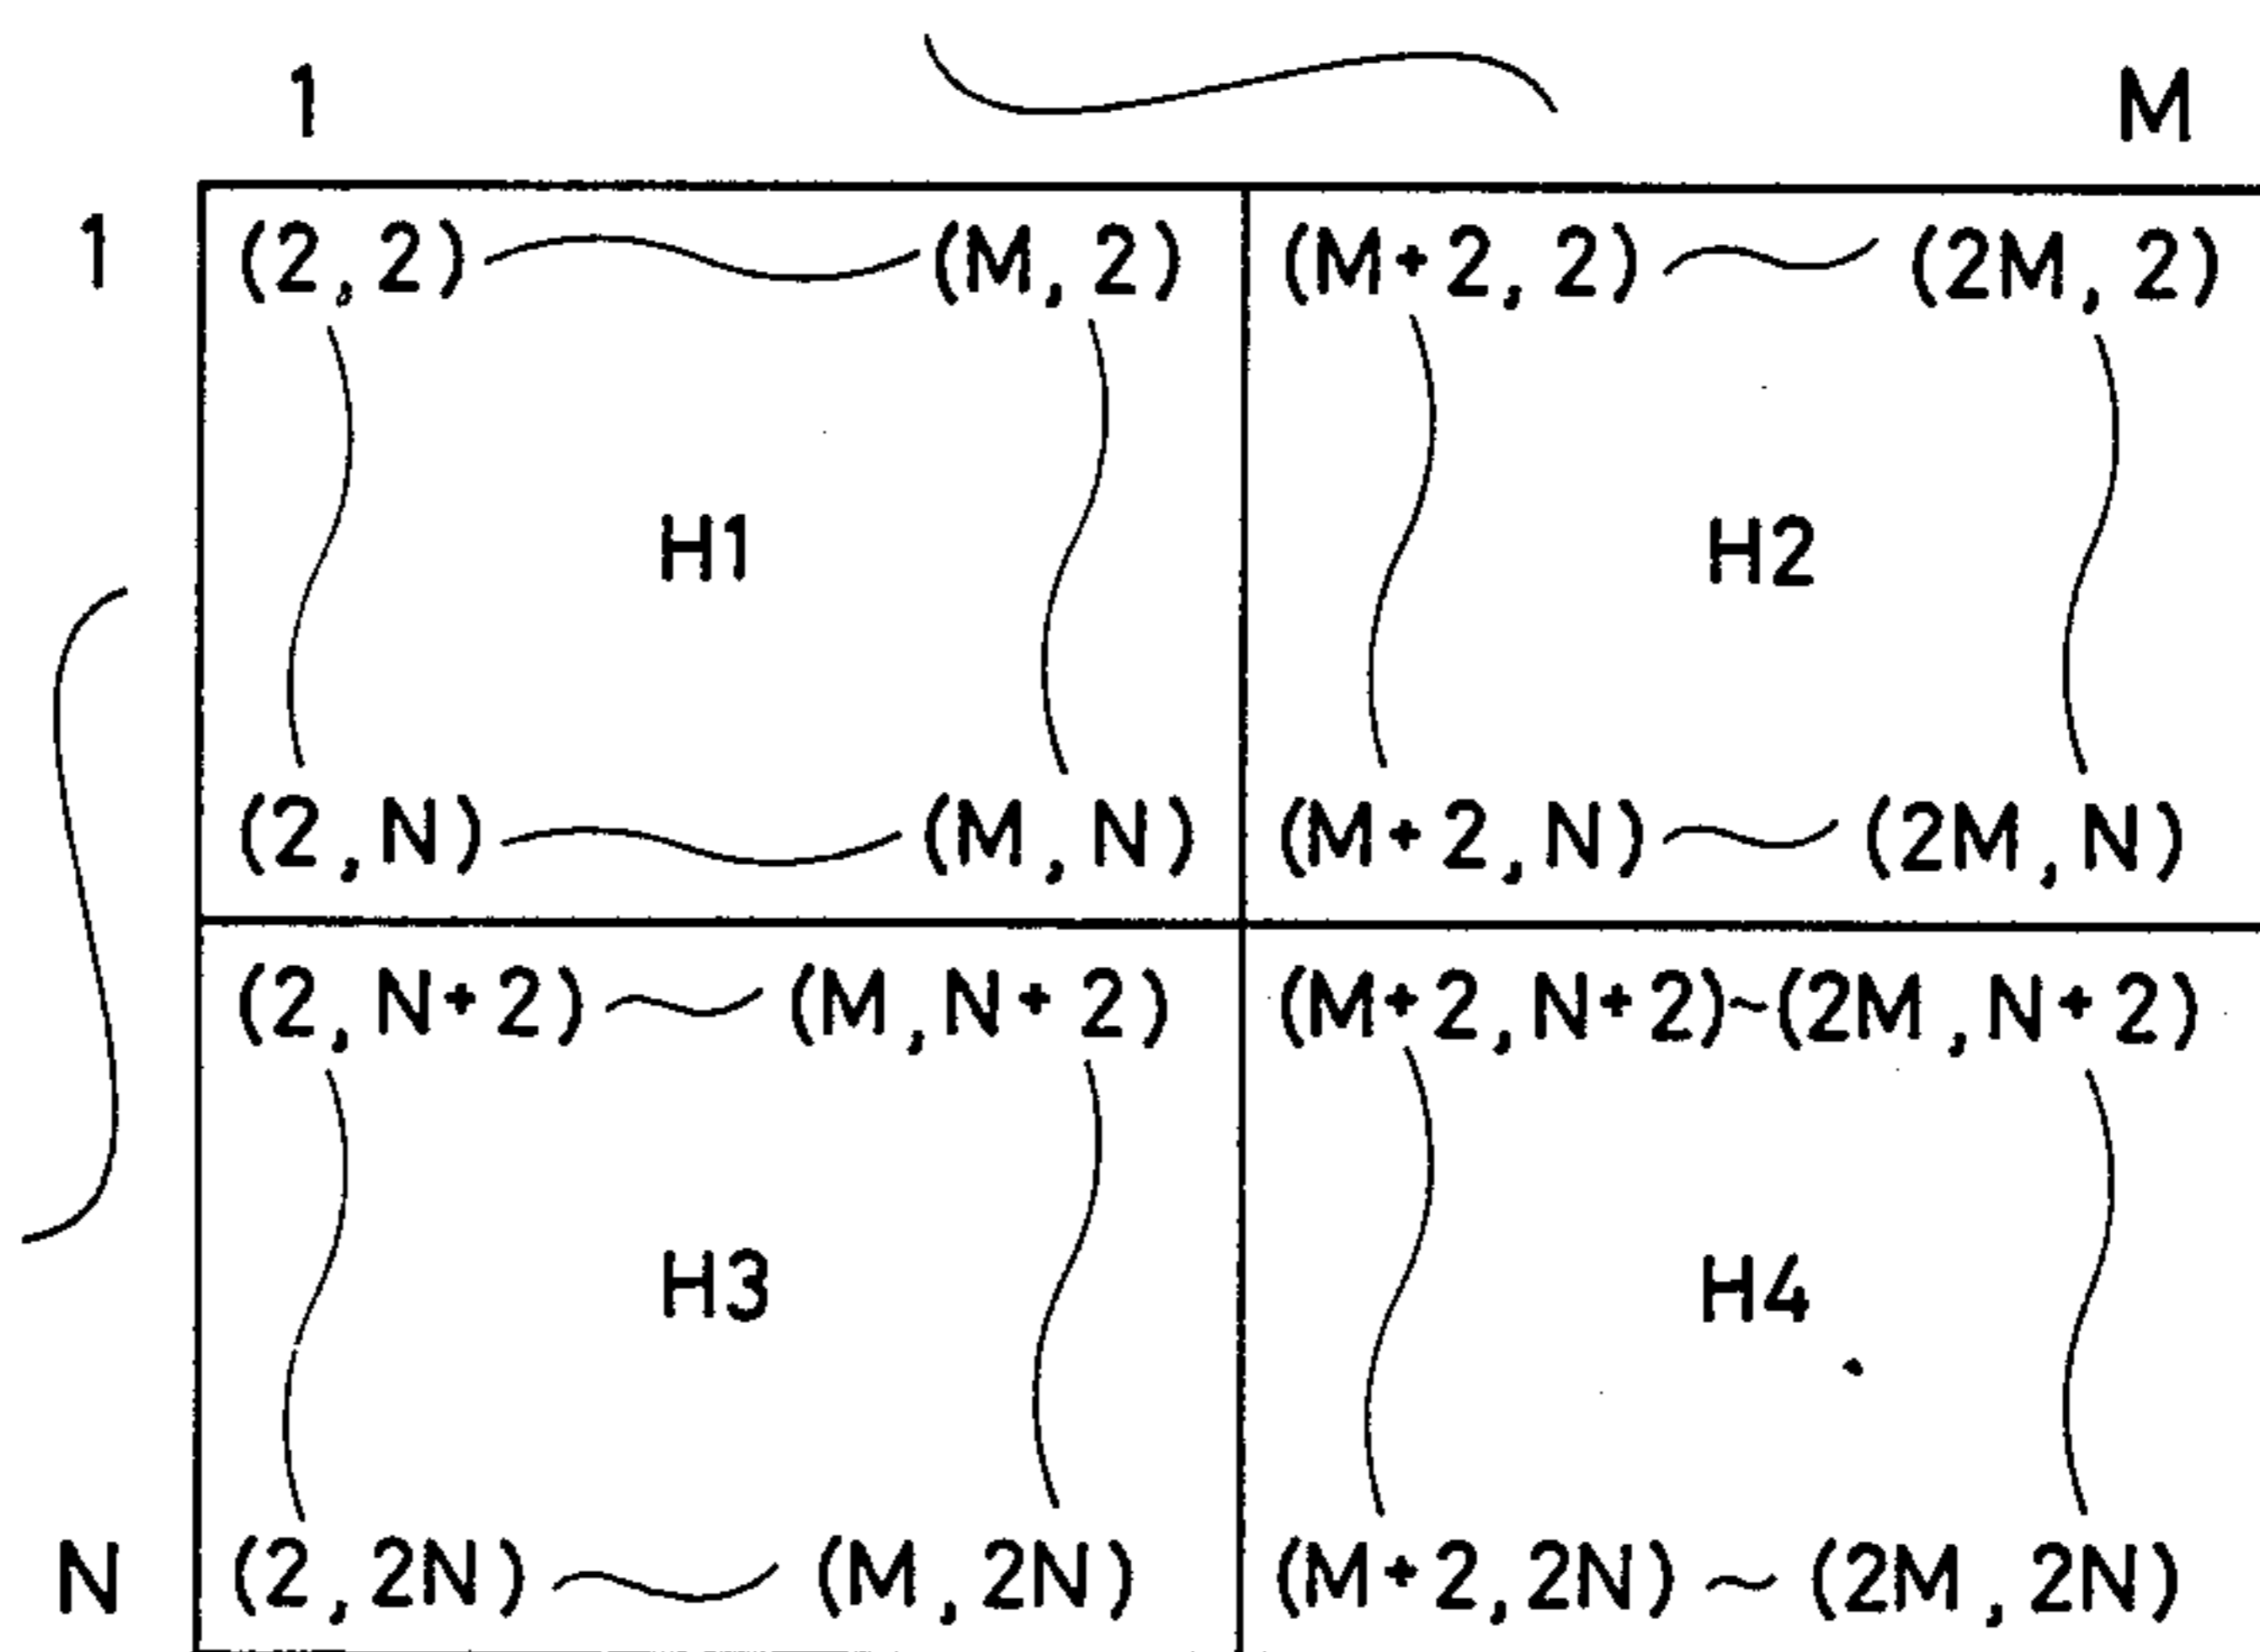 1 M
1 (2,2) ~ (M,2) (M+2,2) ~ (2M,2)
H1 H2
(2,N) ~ (M,N) (M+2,N) ~ (2M,N)
(2,N+2) ~ (M,N+2) (M+2,N+2)~(2M,N+2)
H3 H4
N (2,2N) ~ (M,2N) (M+2,2N) ~ (2M,2N)